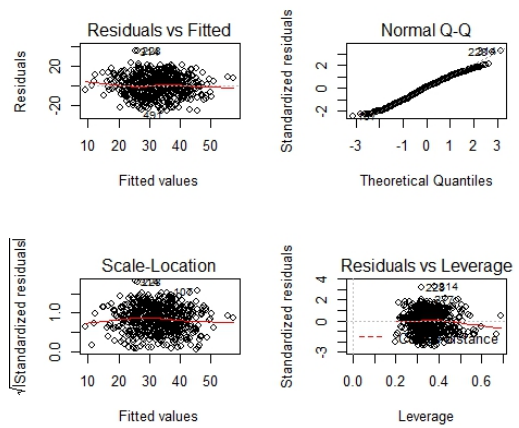 Residuals vs Fitted
Residuals
-20
20
491
10 20 30 40 50
Fitted values
Normal Q-Q
Standardized residuals
-2
0
2
-3 -1 0 1 2 3
Theoretical Quantiles
Scale-Location
√|Standardized residuals|
0.0
1.0
10 20 30 40 50
Fitted values
Residuals vs Leverage
Standardized residuals
-3
0
2
4
0.0 0.2 0.4 0.6
Leverage